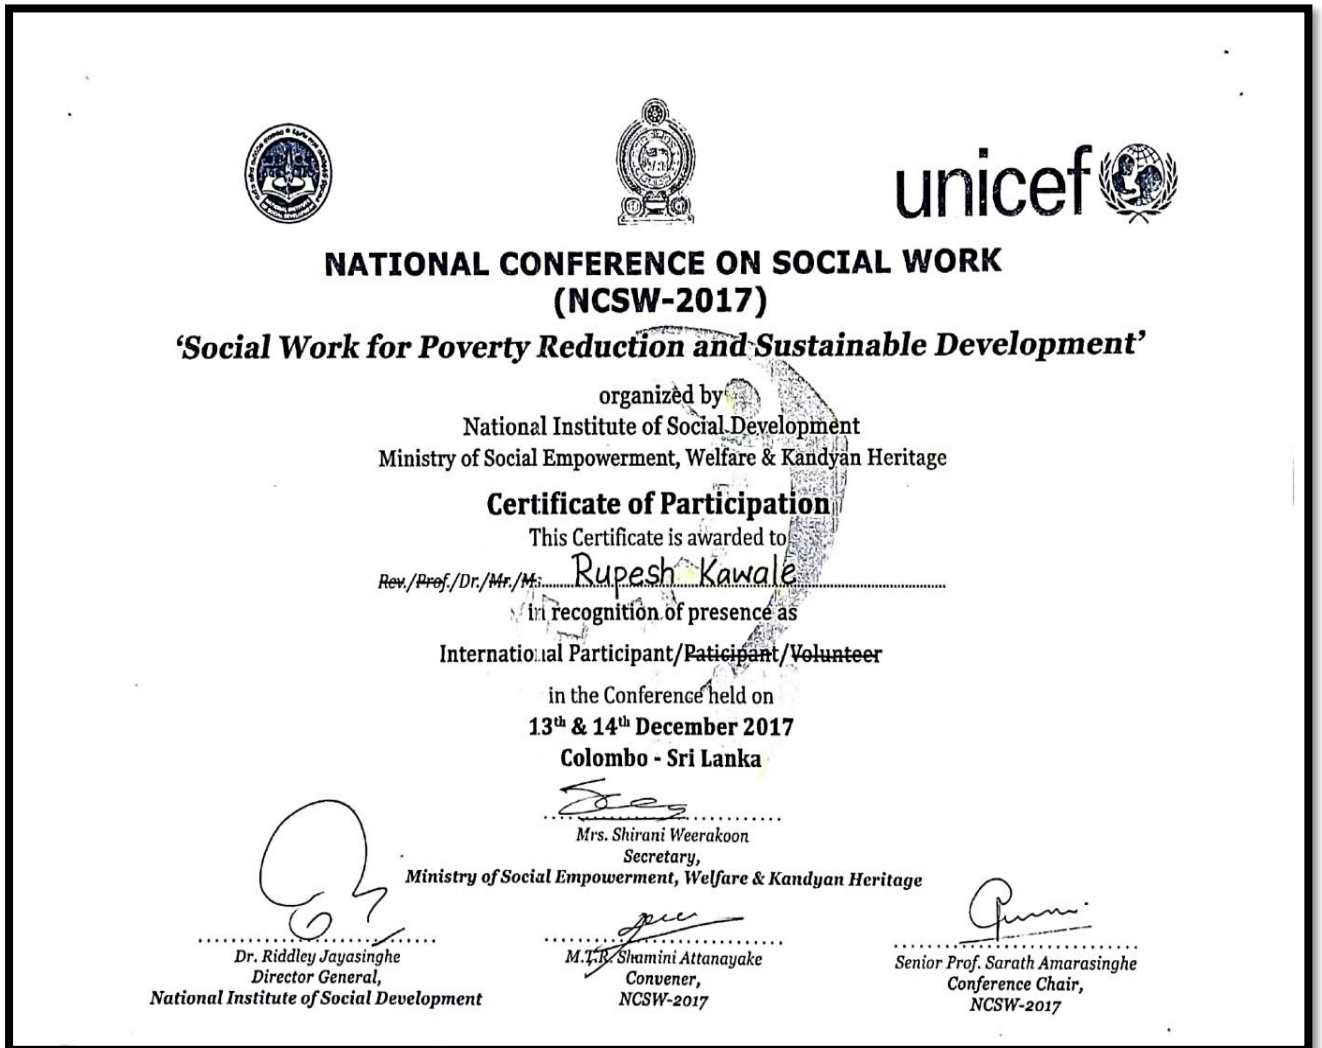 unicef
NATIONAL CONFERENCE ON SOCIAL WORK
(NCSW-2017)
‘Social Work for Poverty Reduction and Sustainable Development’
organized by
National Institute of Social Development
Ministry of Social Empowerment, Welfare & Kandyan Heritage
Certificate of Participation
This Certificate is awarded to
Rev./Prof./Dr./Mr./M. Rupesh Kawale
in recognition of presence as
International Participant/Paticipant/Volunteer
in the Conference held on
13th & 14th December 2017
Colombo - Sri Lanka
Mrs. Shirani Weerakoon
Secretary,
Ministry of Social Empowerment, Welfare & Kandyan Heritage
Dr. Riddley Jayasinghe
Director General,
National Institute of Social Development
M.T.R. Shamini Attanayake
Convener,
NCSW-2017
Senior Prof. Sarath Amarasinghe
Conference Chair,
NCSW-2017